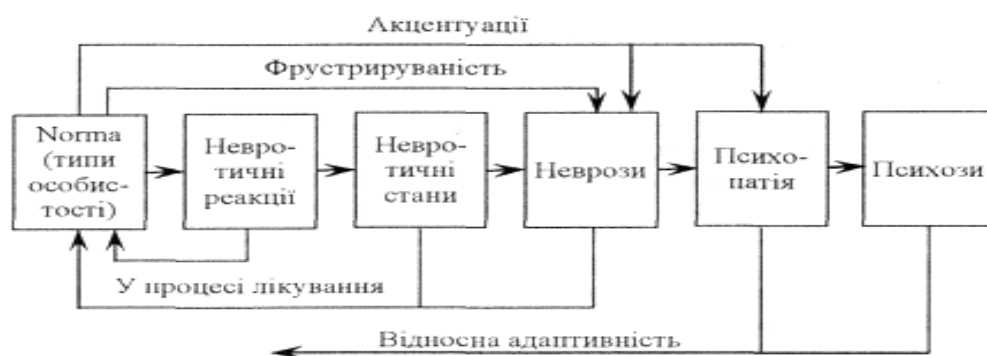 Акцентуації
Фрустрируваність
Norma
(типи
особис-
тості)
Невро-
тичні
реакції
Невро-
тичні
стани
Неврози
Психо-
патія
Психози
У процесі лікування
Відносна адаптивність